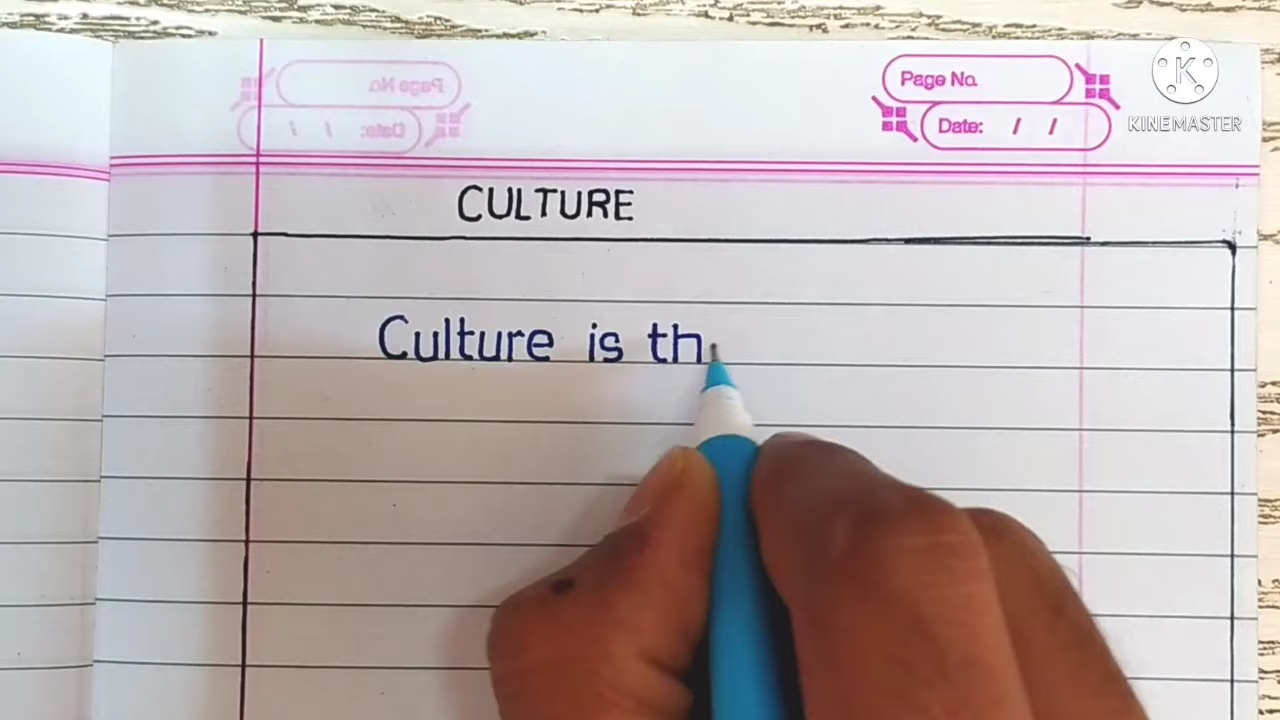 Page No.
Date: / /
KINEMASTER
CULTURE
Culture is th